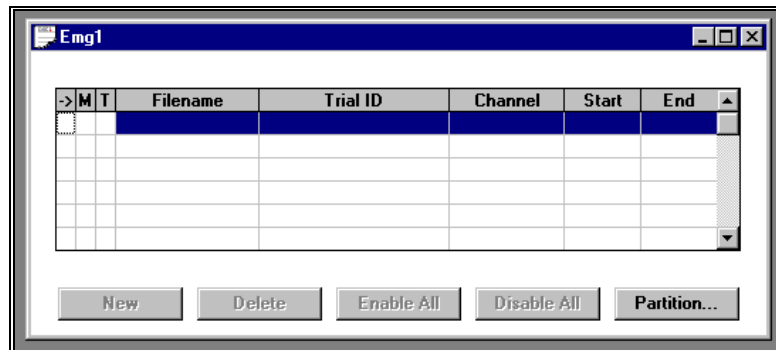 Emg1
-> M T Filename Trial ID Channel Start End
New Delete Enable All Disable All Partition...